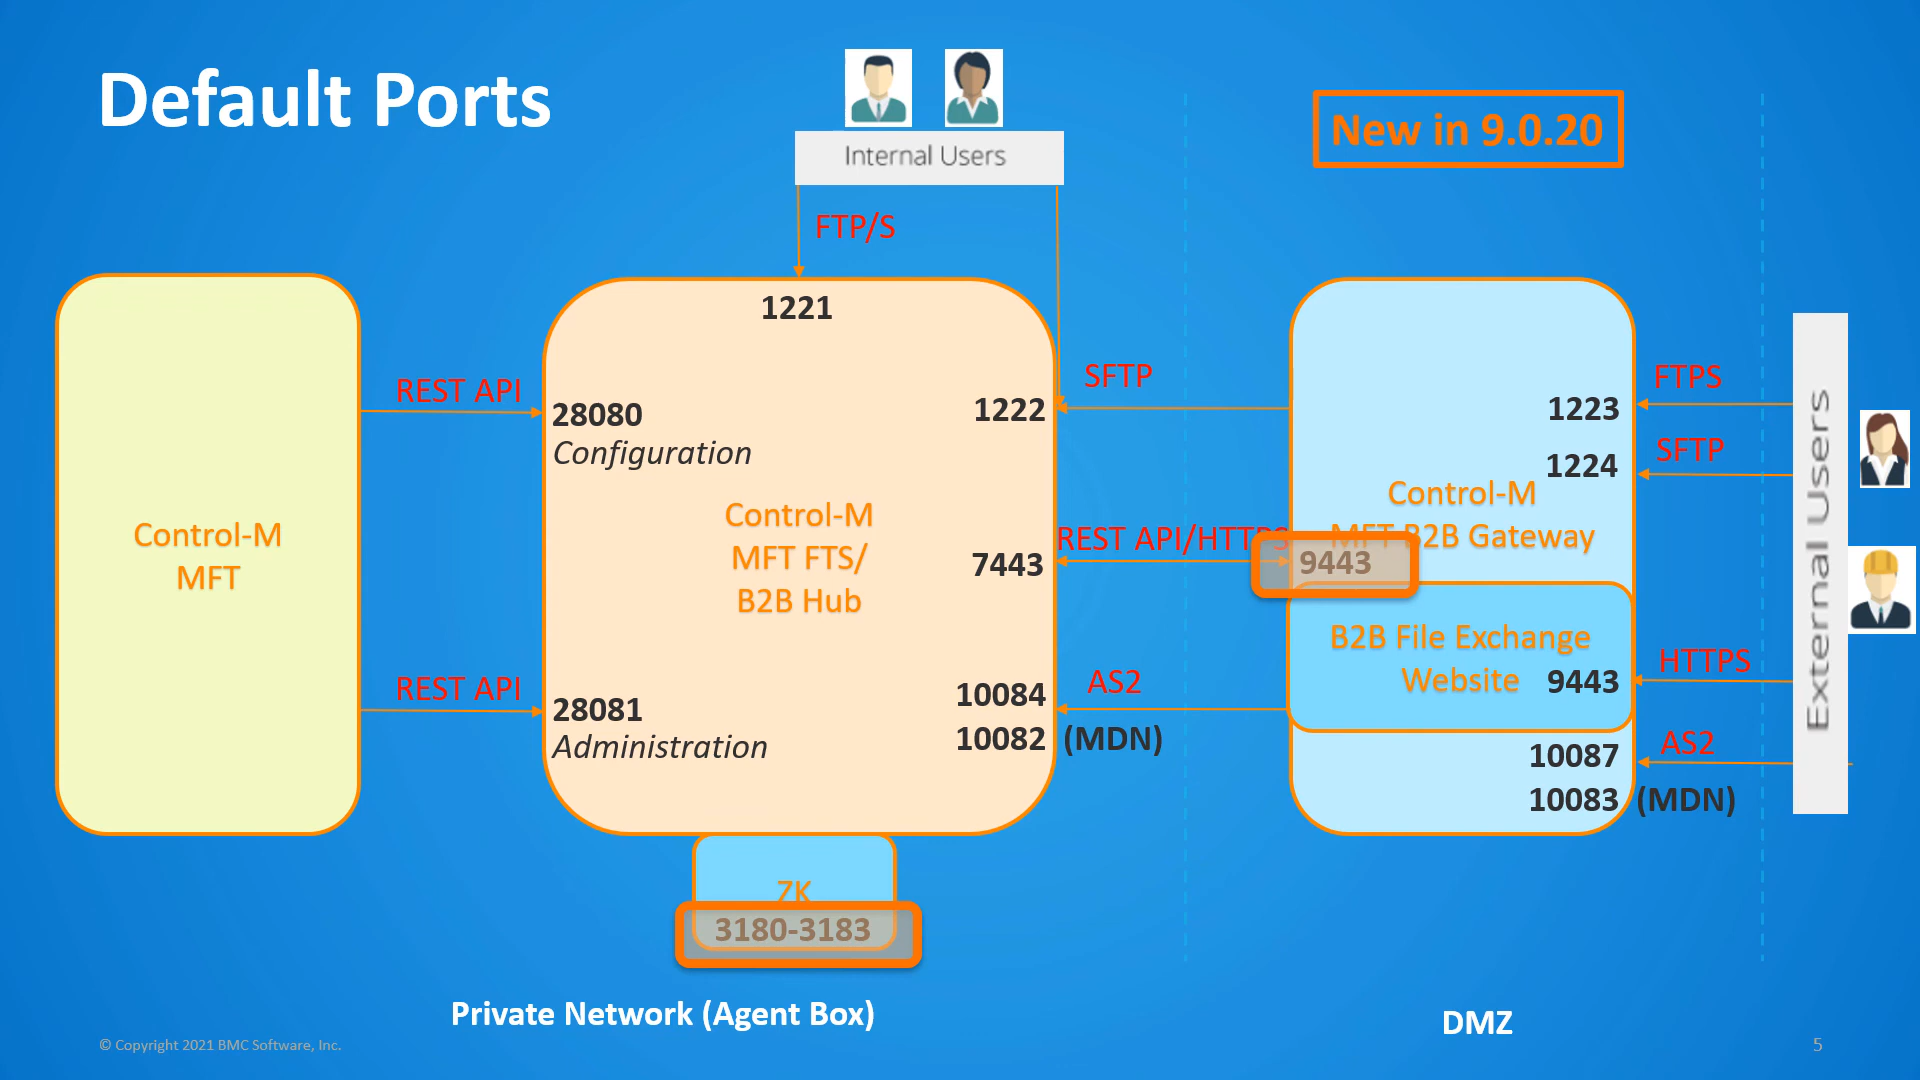 Default Ports
Internal Users
New in 9.0.20
FTP/S
1221
REST API
28080
Configuration
1222
SFTP
1223
FTPS
1224
SFTP
Control-M
MFT
Control-M
MFT FTS/
B2B Hub
7443
REST API/HTTPS
9443
Control-M
MFT B2B Gateway
B2B File Exchange
Website
9443
HTTPS
External Users
REST API
28081
Administration
10084
10082 (MDN)
AS2
10087
10083 (MDN)
AS2
ZK
3180-3183
Private Network (Agent Box)
DMZ
© Copyright 2021 BMC Software, Inc.
5